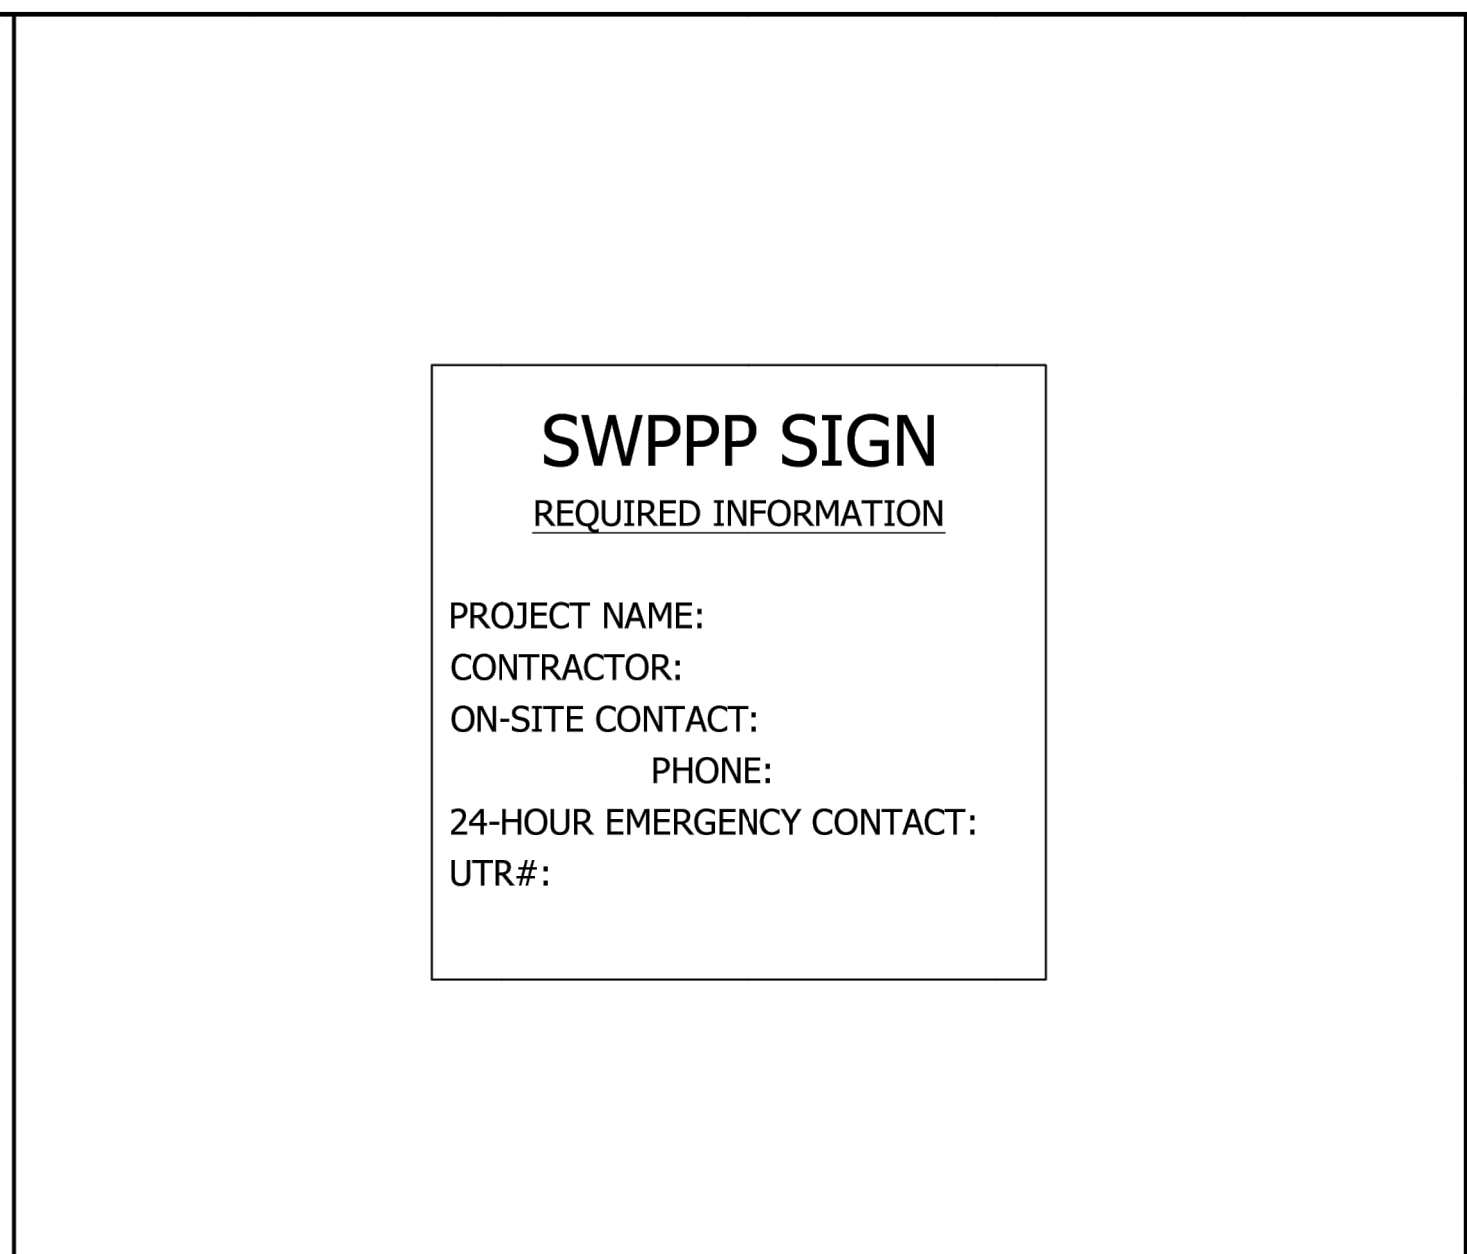 SWPPP SIGN
REQUIRED INFORMATION
PROJECT NAME:
CONTRACTOR:
ON-SITE CONTACT:
PHONE:
24-HOUR EMERGENCY CONTACT:
UTR#: